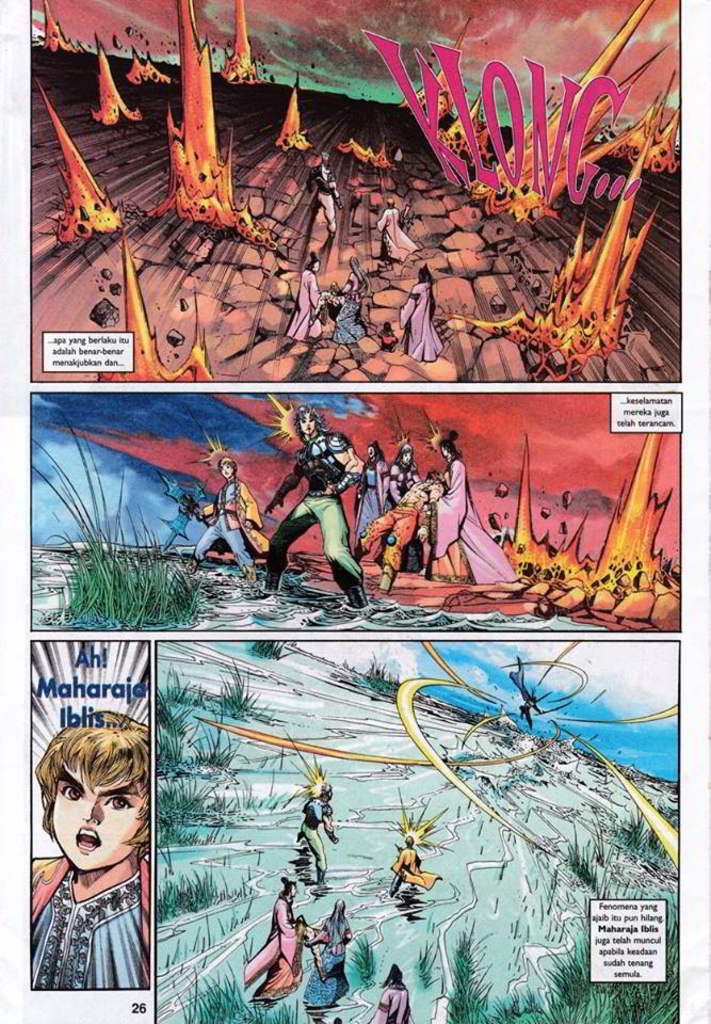 KLONG...
...apa yang berlaku itu
adalah benar-benar
menakjubkan dan...
...keselamatan
mereka juga
telah terancam.
Ah!
Maharaja
Iblis...
Fenomena yang
ajaib itu pun hilang.
Maharaja Iblis
juga telah muncul
apabila keadaan
sudah tenang
semula.
26